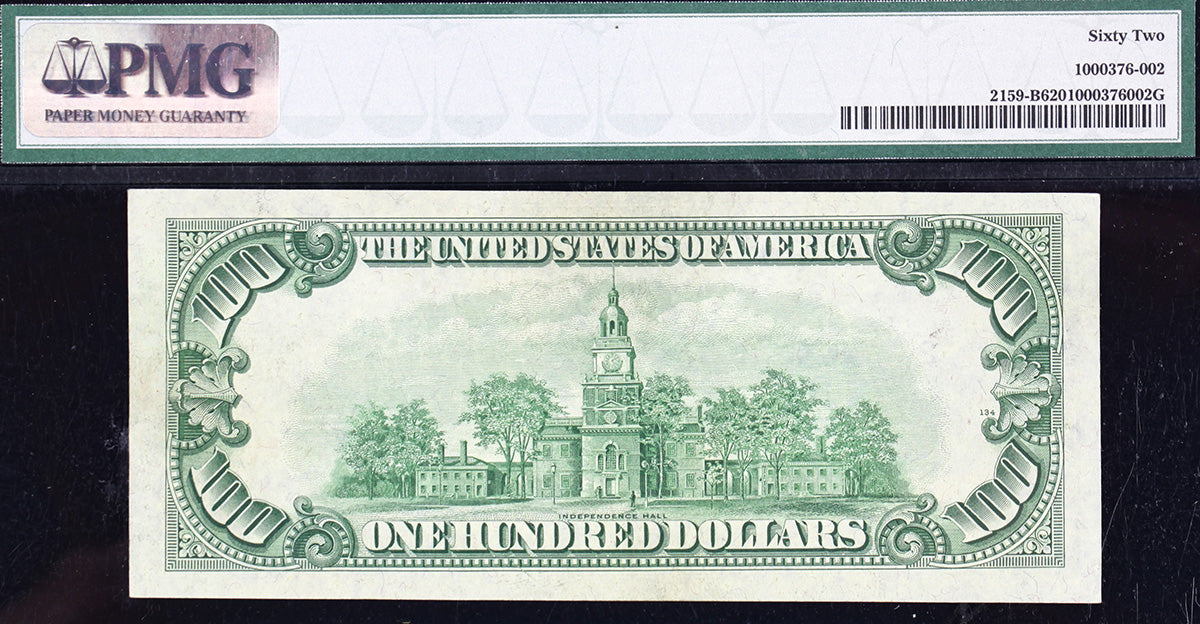 PMG
PAPER MONEY GUARANTY
Sixty Two
1000376-002
2159-B6201000376002G
100
THE UNITED STATES OF AMERICA
100
134
INDEPENDENCE HALL
100
ONE HUNDRED DOLLARS
100